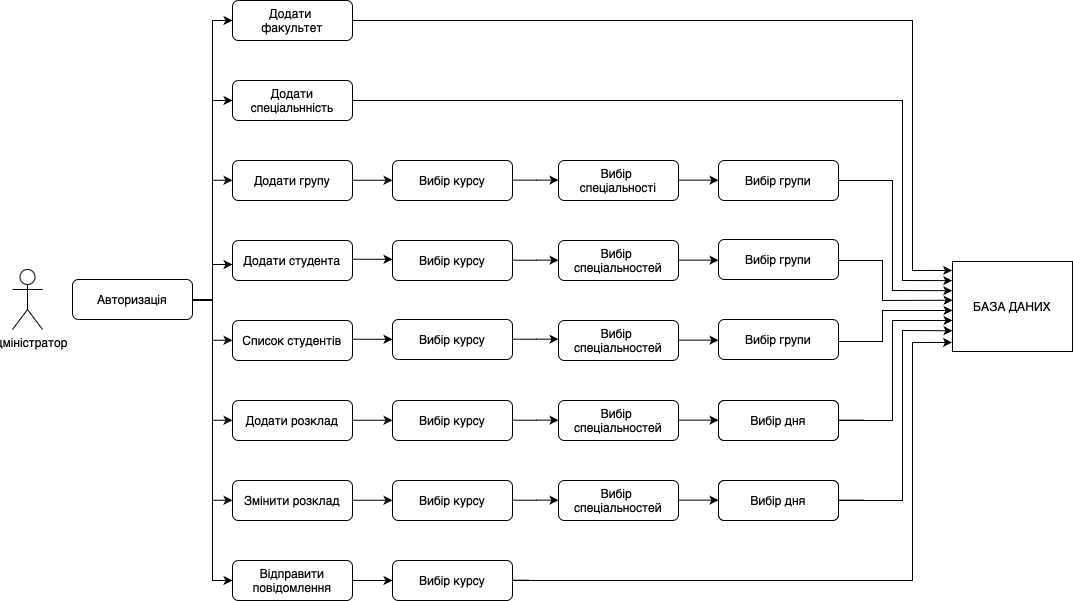 Додати
факультет
Додати
спеціальнність
Додати групу
Вибір курсу
Вибір
спеціальності
Вибір групи
Додати студента
Вибір курсу
Вибір
спеціальностей
Вибір групи
дміністратор
Авторизація
БАЗА ДАНИХ
Список студентів
Вибір курсу
Вибір
спеціальностей
Вибір групи
Додати розклад
Вибір курсу
Вибір
спеціальностей
Вибір дня
Змінити розклад
Вибір курсу
Вибір
спеціальностей
Вибір дня
Відправити
повідомлення
Вибір курсу